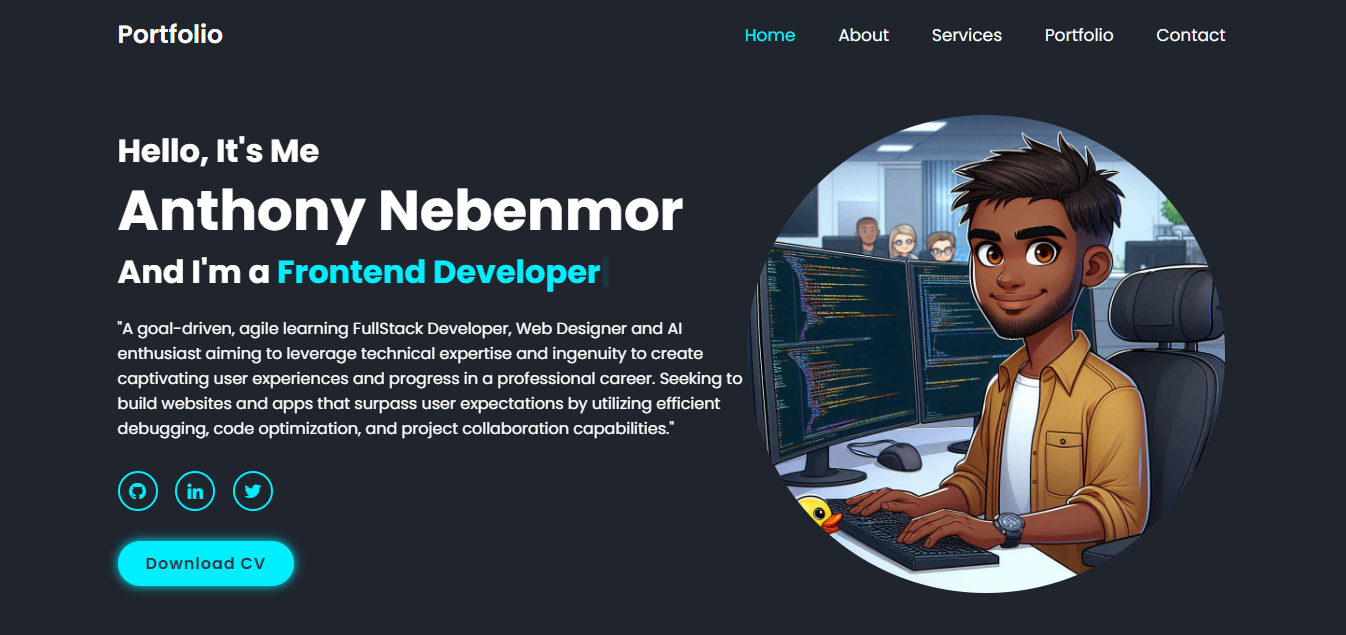 Portfolio
Home About Services Portfolio Contact
Hello, It's Me
Anthony Nebenmor
And I'm a Frontend Developer
"A goal-driven, agile learning FullStack Developer, Web Designer and AI
enthusiast aiming to leverage technical expertise and ingenuity to create
captivating user experiences and progress in a professional career. Seeking to
build websites and apps that surpass user expectations by utilizing efficient
debugging, code optimization, and project collaboration capabilities."
in
Download CV